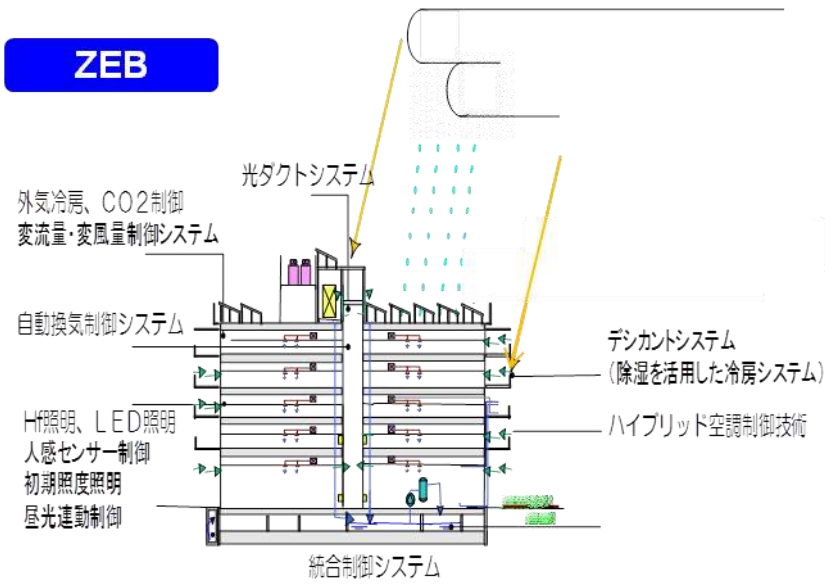 ZEB
光ダクトシステム
外気冷房、CO2制御
変流量・変風量制御システム
自動換気制御システム
デシカントシステム
(除湿を活用した冷房システム)
Hf照明、LED照明
人感センサー制御
初期照度照明
昼光連動制御
ハイブリッド空調制御技術
統合制御システム